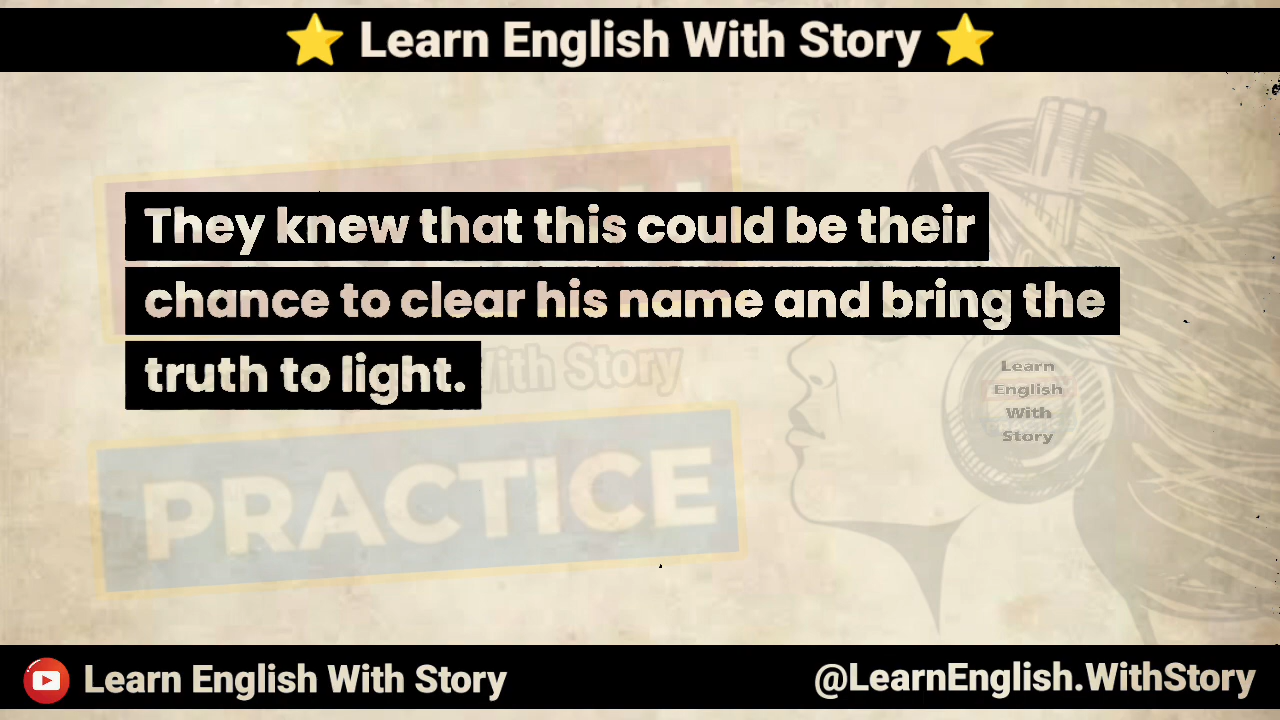 ⭐ Learn English With Story ⭐
They knew that this could be their
chance to clear his name and bring the
truth to light.
With Story
PRACTICE
Learn
English
With
Story
Learn English With Story
@LearnEnglish.WithStory